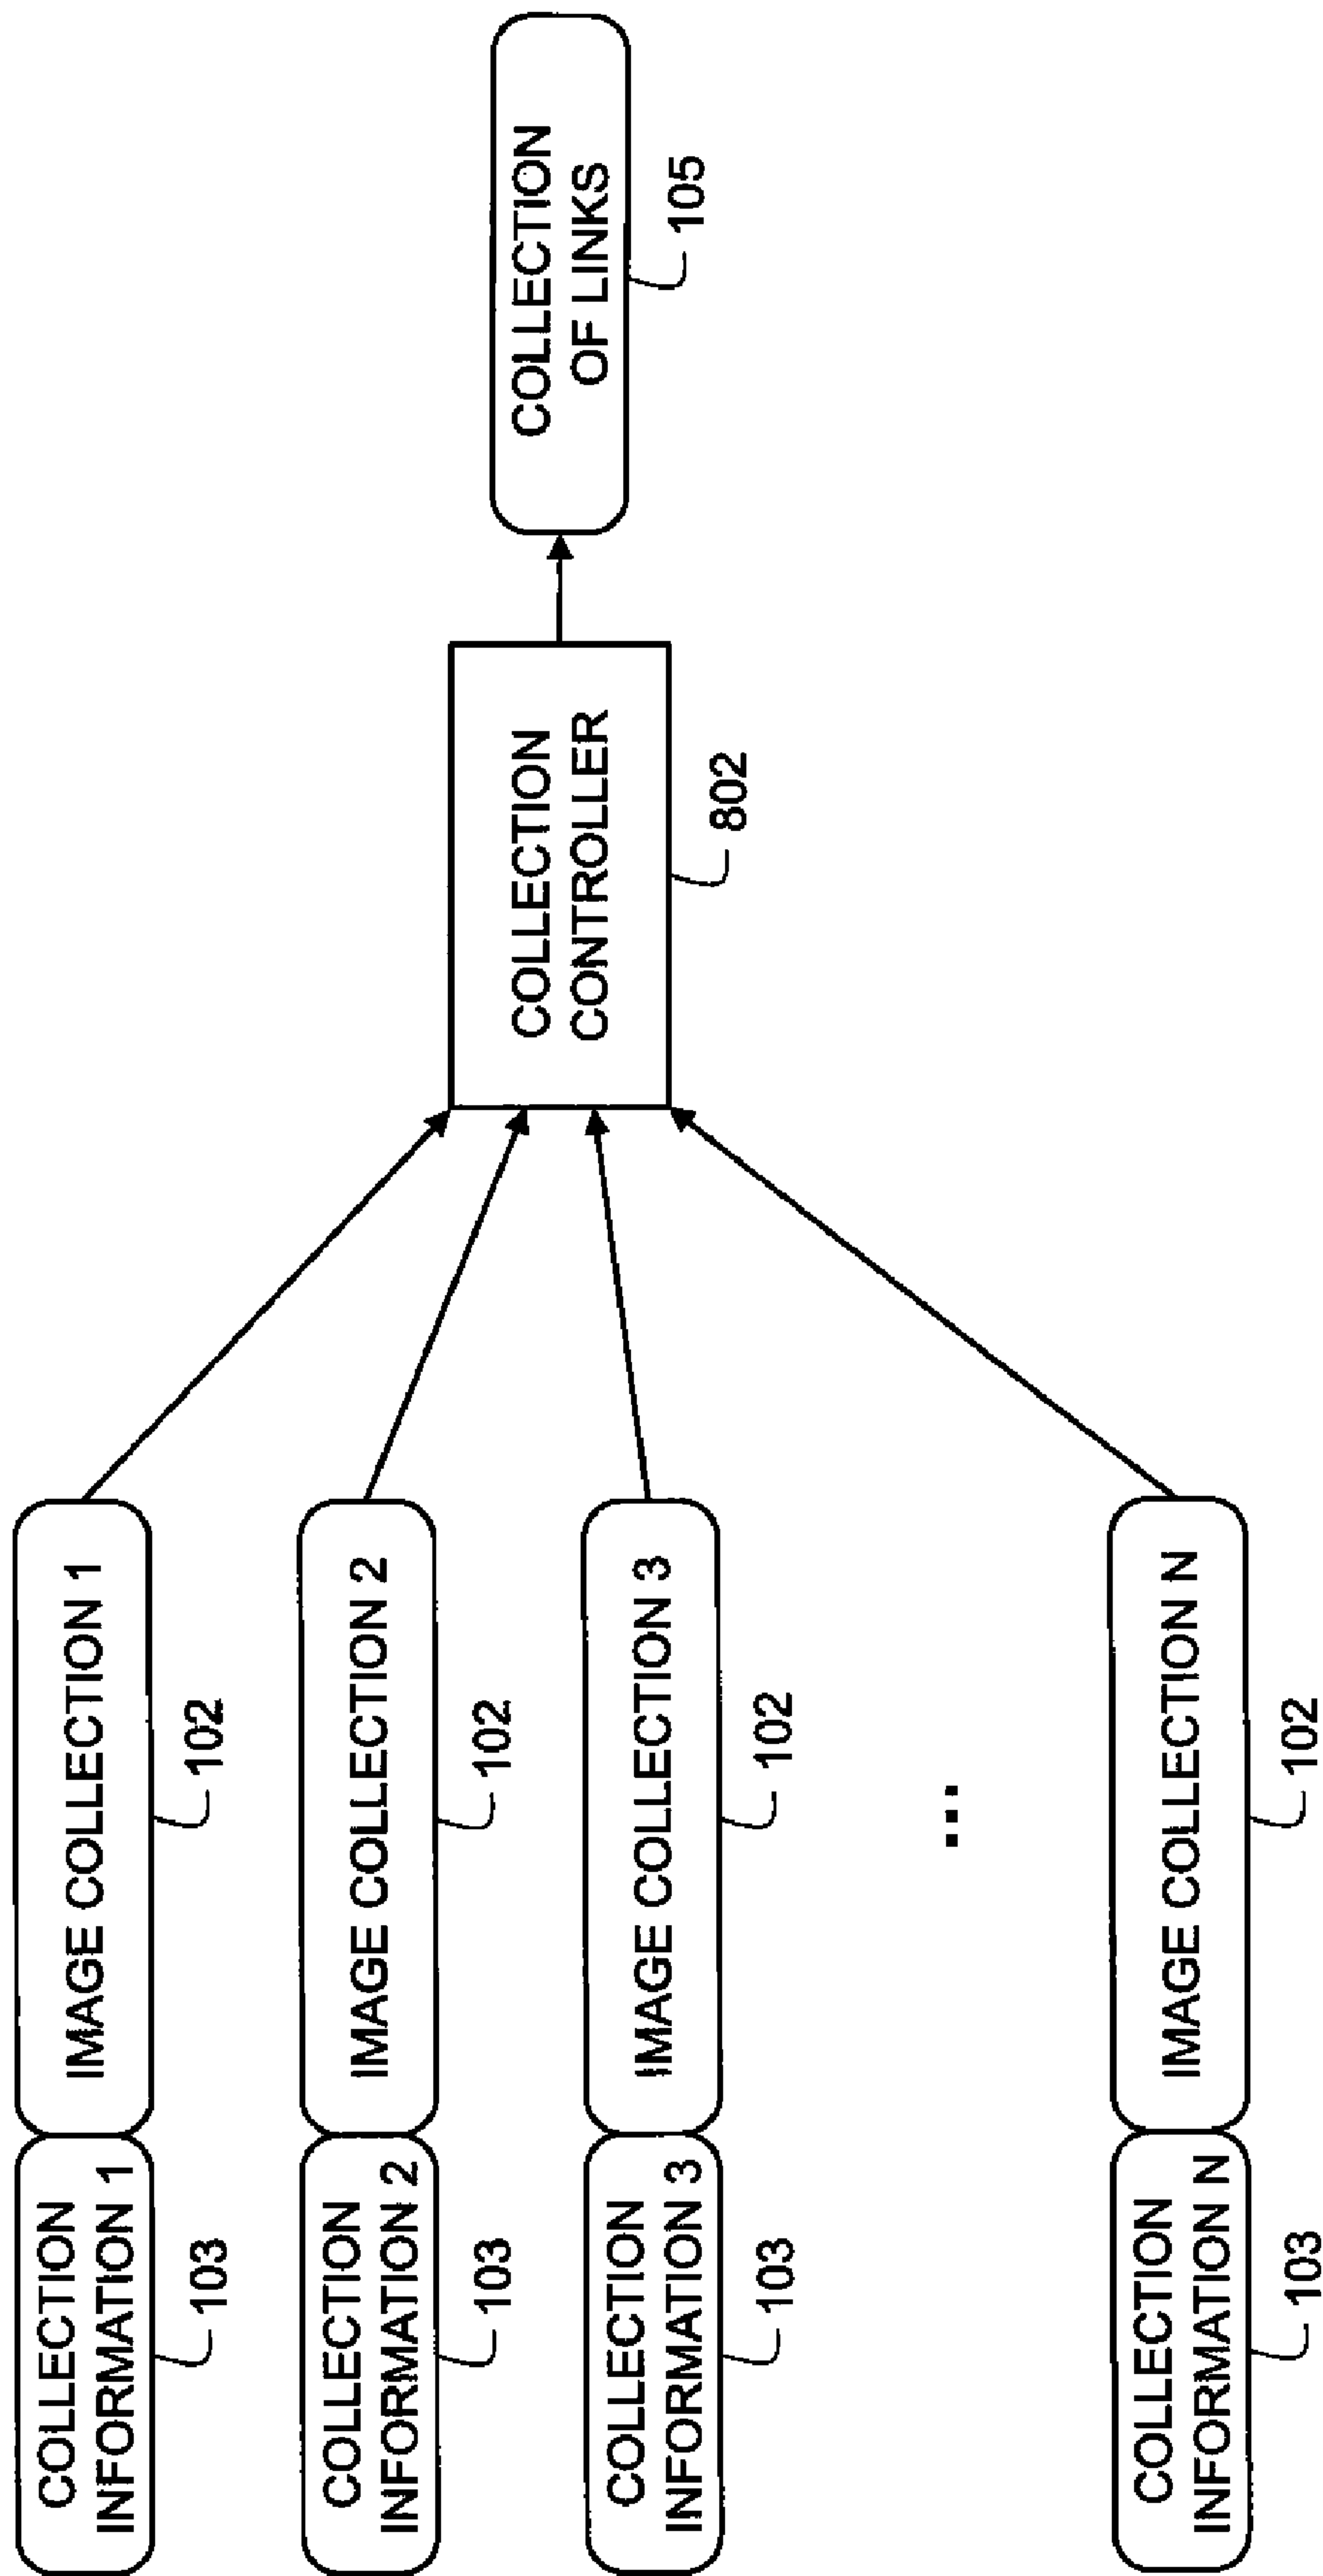 COLLECTION
INFORMATION 1
103
IMAGE COLLECTION 1
102
COLLECTION
INFORMATION 2
103
IMAGE COLLECTION 2
102
COLLECTION
INFORMATION 3
103
IMAGE COLLECTION 3
102
...
COLLECTION
INFORMATION N
103
IMAGE COLLECTION N
102
COLLECTION
CONTROLLER
802
COLLECTION
OF LINKS
105